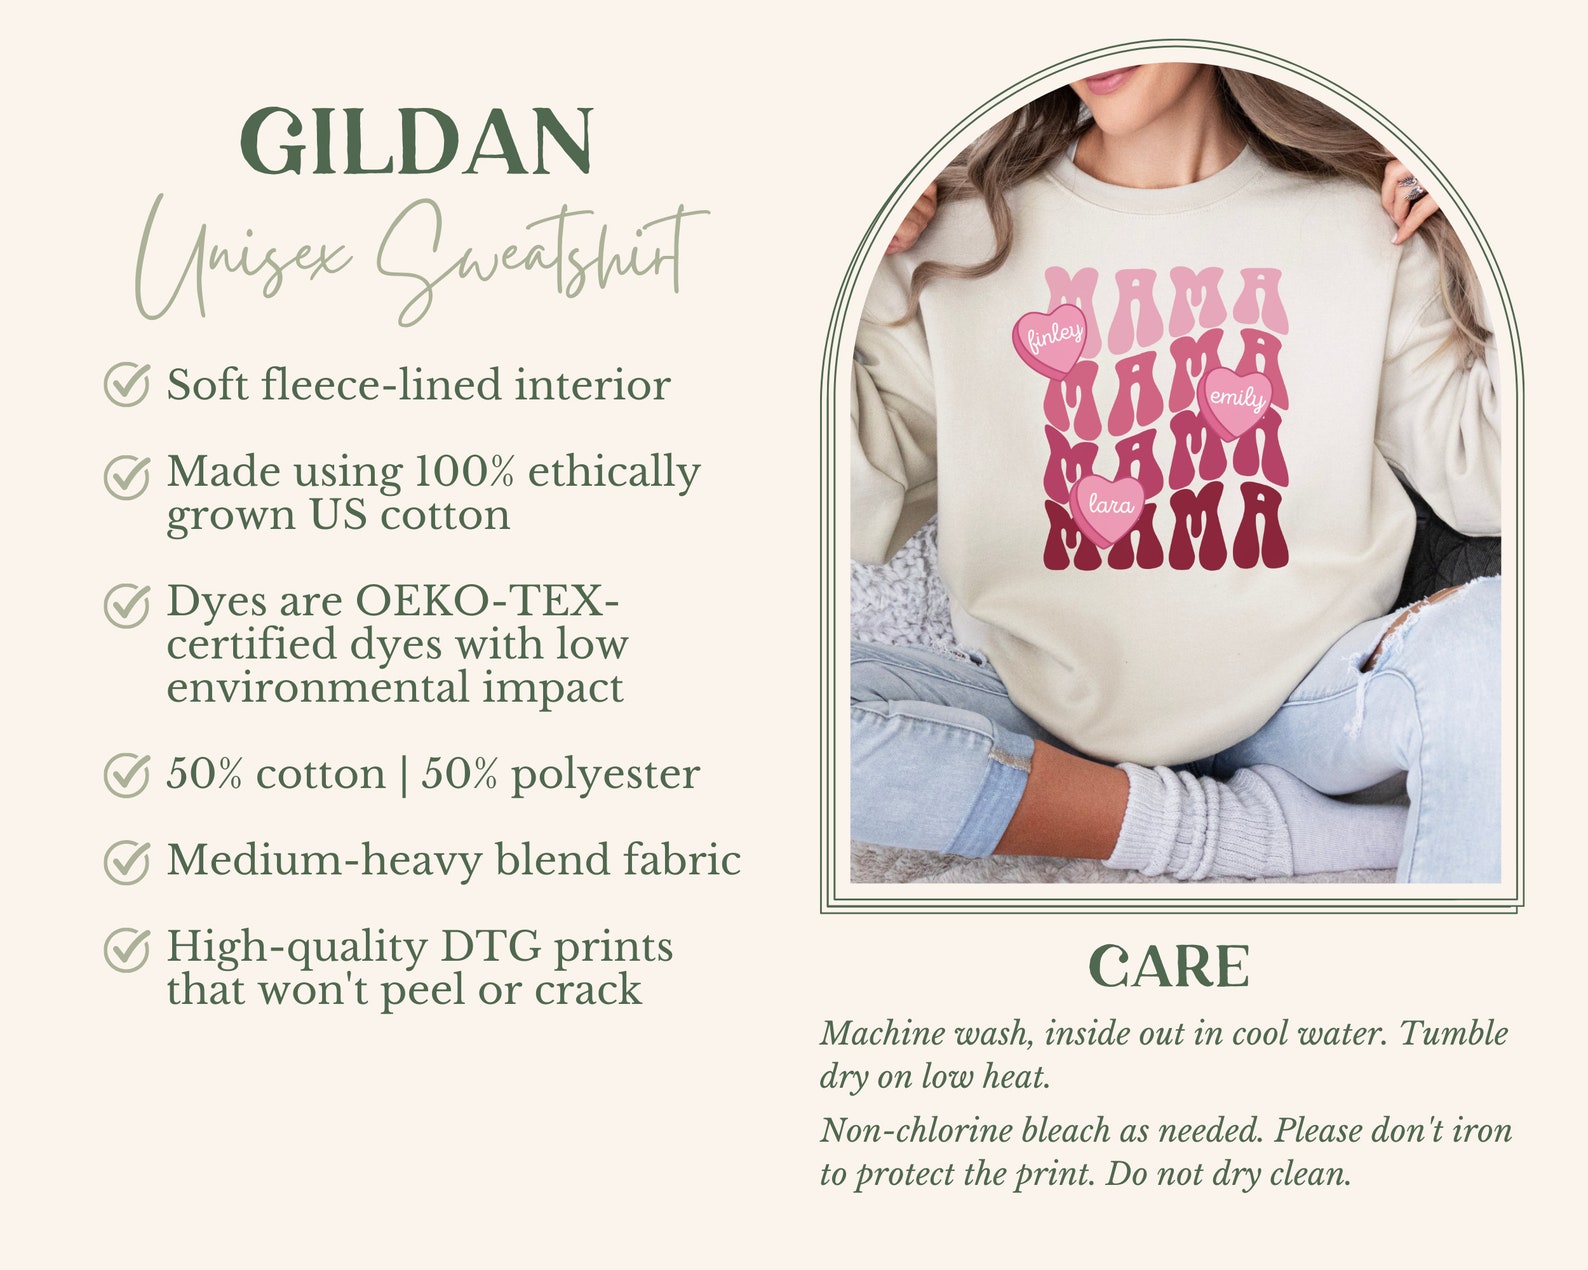 GILDAN
Unisex Sweatshirt
Soft fleece-lined interior
Made using 100% ethically
grown US cotton
Dyes are OEKO-TEX-
certified dyes with low
environmental impact
50% cotton | 50% polyester
Medium-heavy blend fabric
High-quality DTG prints
that won't peel or crack
MAMA
finley
MAMA
emily
MAMA
lara
MAMA
CARE
Machine wash, inside out in cool water. Tumble
dry on low heat.
Non-chlorine bleach as needed. Please don't iron
to protect the print. Do not dry clean.